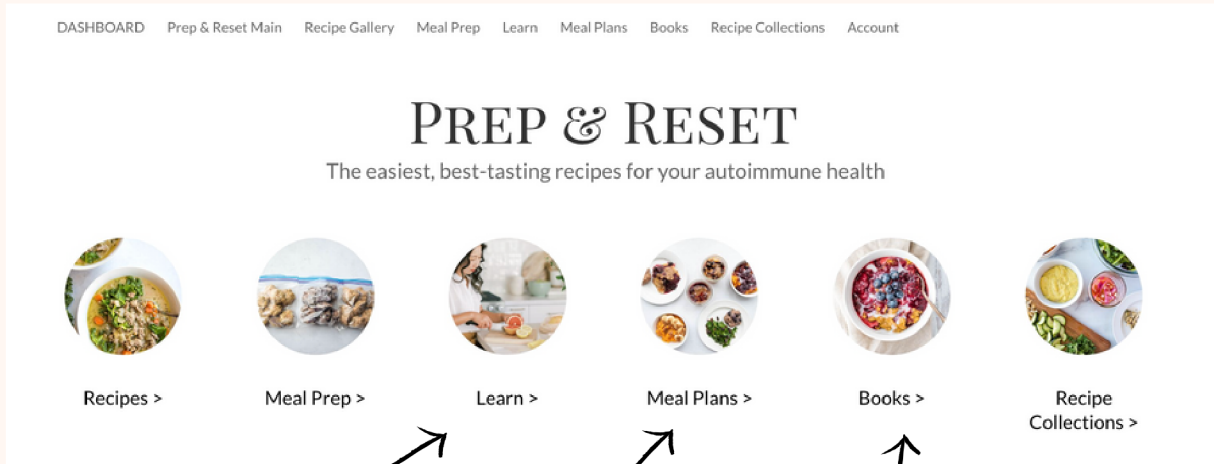 DASHBOARD Prep & Reset Main Recipe Gallery Meal Prep Learn Meal Plans Books Recipe Collections Account
PREP & RESET
The easiest, best-tasting recipes for your autoimmune health
Recipes > Meal Prep > Learn > Meal Plans > Books > Recipe
Collections >